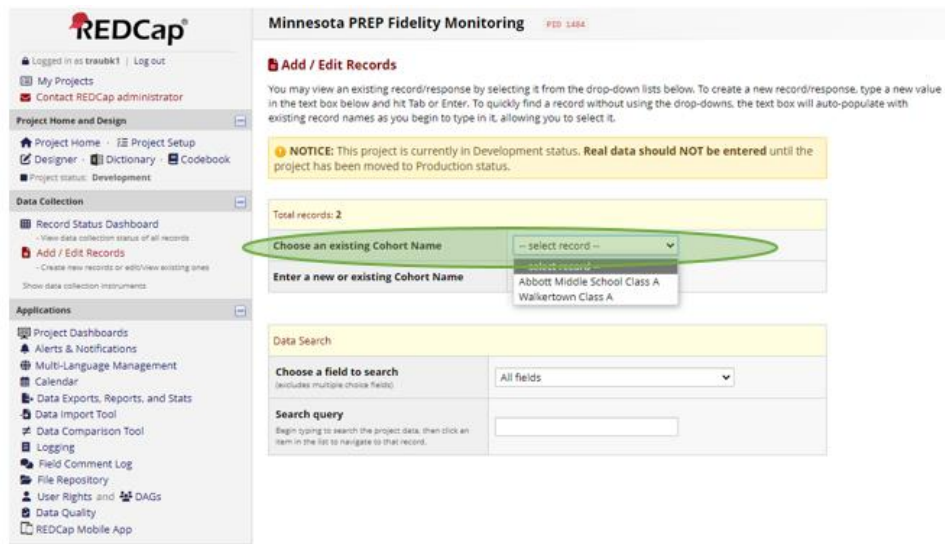 REDCap®
Logged in as traubk1 | Log out
My Projects
Contact REDCap administrator
Project Home and Design
Project Home · Project Setup
Designer · Dictionary · Codebook
Project status: Development
Data Collection
Record Status Dashboard
- View data collection status of all records
Add / Edit Records
- Create new records or edit/view existing ones
Show data collection instruments
Applications
Project Dashboards
Alerts & Notifications
Multi-Language Management
Calendar
Data Exports, Reports, and Stats
Data Import Tool
Data Comparison Tool
Logging
Field Comment Log
File Repository
User Rights and DAGs
Data Quality
REDCap Mobile App
Minnesota PREP Fidelity Monitoring PID 1484
Add / Edit Records
You may view an existing record/response by selecting it from the drop-down lists below. To create a new record/response, type a new value
in the text box below and hit Tab or Enter. To quickly find a record without using the drop-downs, the text box will auto-populate with
existing record names as you begin to type in it, allowing you to select it.
NOTICE: This project is currently in Development status. Real data should NOT be entered until the
project has been moved to Production status.
Total records: 2
Choose an existing Cohort Name
-- select record --
-- select record --
Abbott Middle School Class A
Walkertown Class A
Enter a new or existing Cohort Name
Data Search
Choose a field to search
(excludes multiple choice fields)
All fields
Search query
Begin typing to search the project data, then click an
item in the list to navigate to that record.